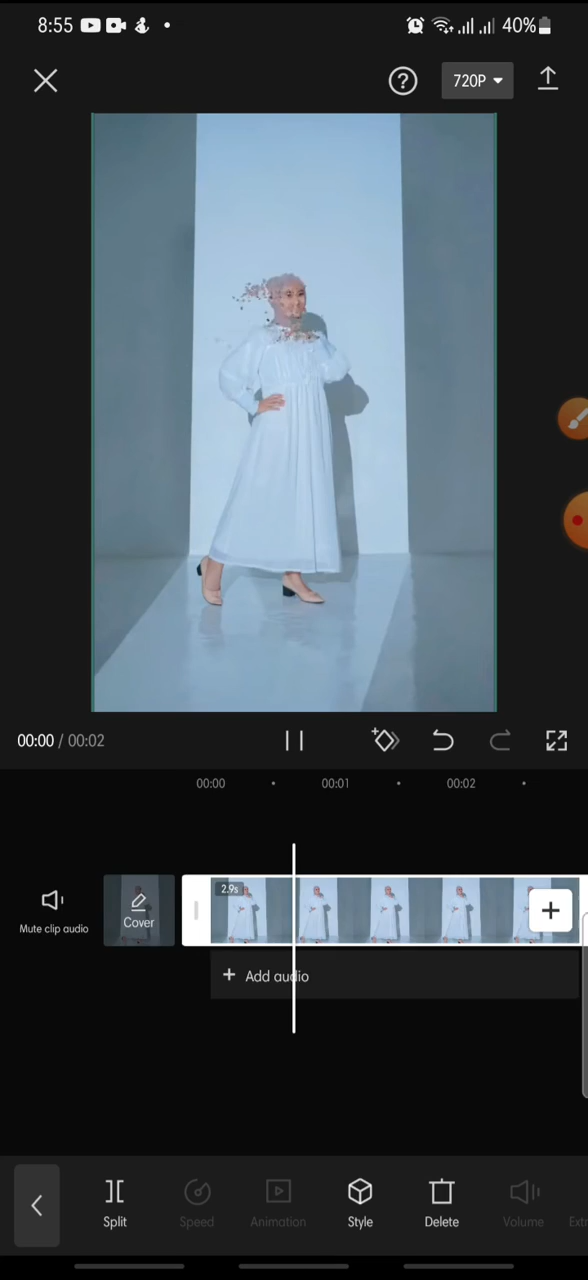 8:55
40%
720P
00:00 / 00:02
00:00
00:01
00:02
Mute clip audio
Cover
2.9s
+ Add audio
Split
Speed
Animation
Style
Delete
Volume
Extr